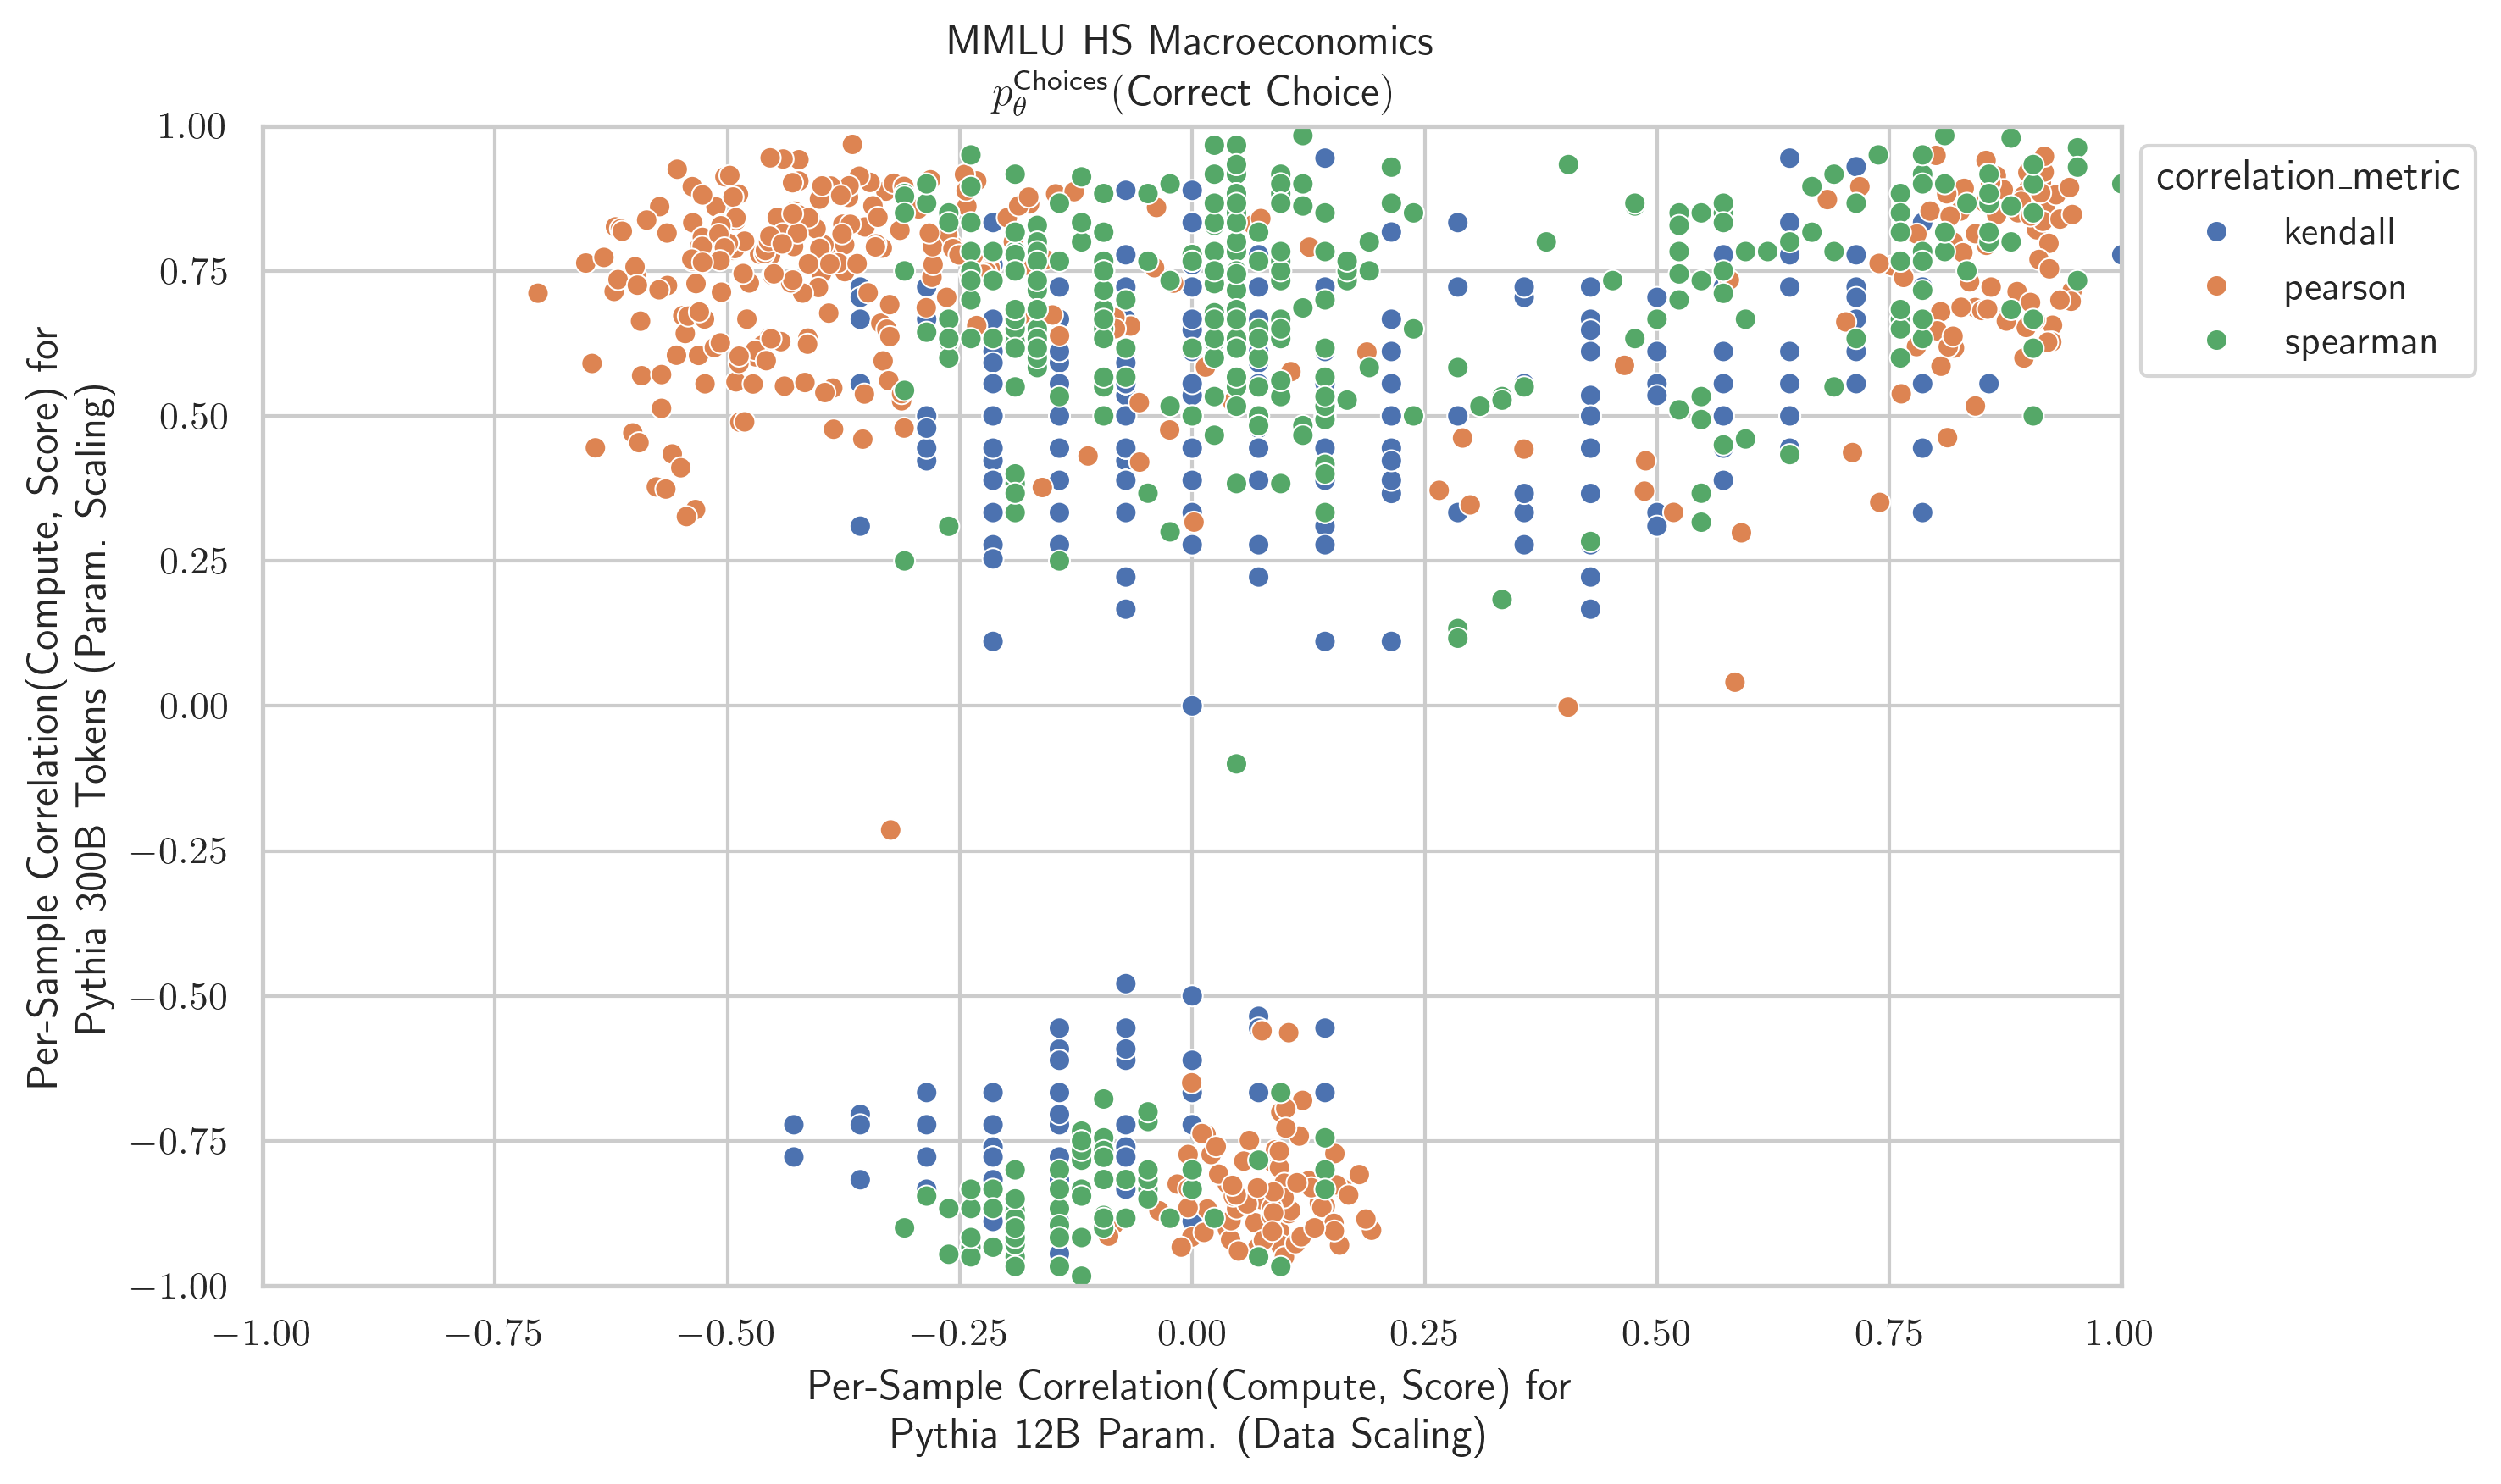 MMLU HS Macroeconomics
p_θ^Choices(Correct Choice)
1.00
0.75
0.50
0.25
0.00
−0.25
−0.50
−0.75
−1.00
Per-Sample Correlation(Compute, Score) for
Pythia 300B Tokens (Param. Scaling)
−1.00
−0.75
−0.50
−0.25
0.00
0.25
0.50
0.75
1.00
Per-Sample Correlation(Compute, Score) for
Pythia 12B Param. (Data Scaling)
correlation_metric
kendall
pearson
spearman